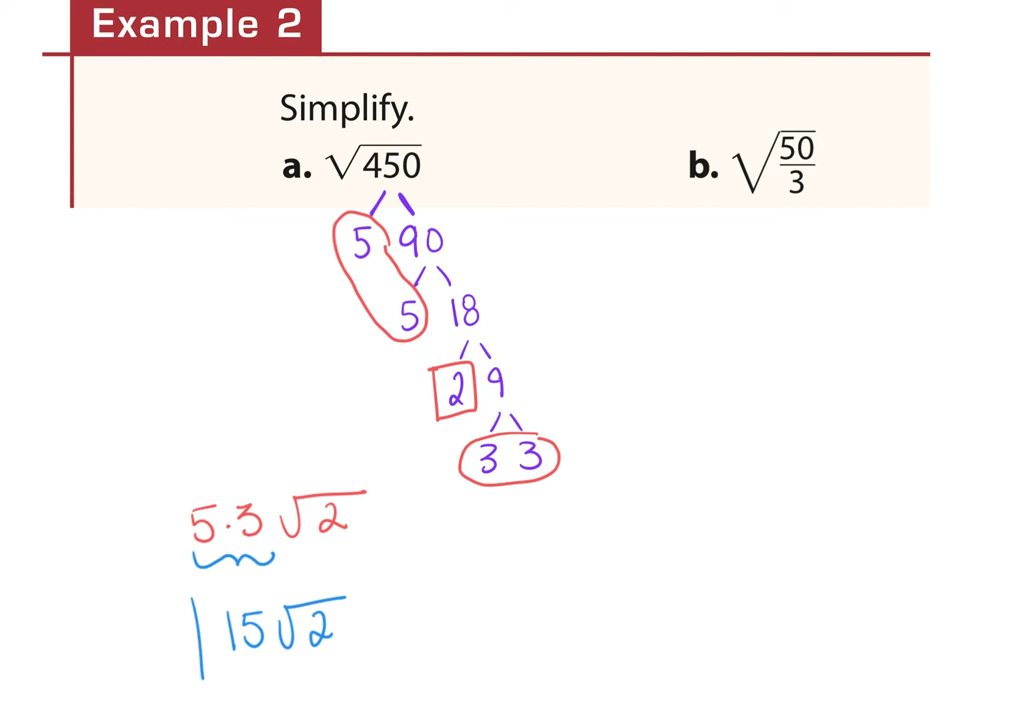 Example 2
Simplify.
a. √450
b. √50/3
5 90
5 18
2 9
3 3
5·3√2
15√2